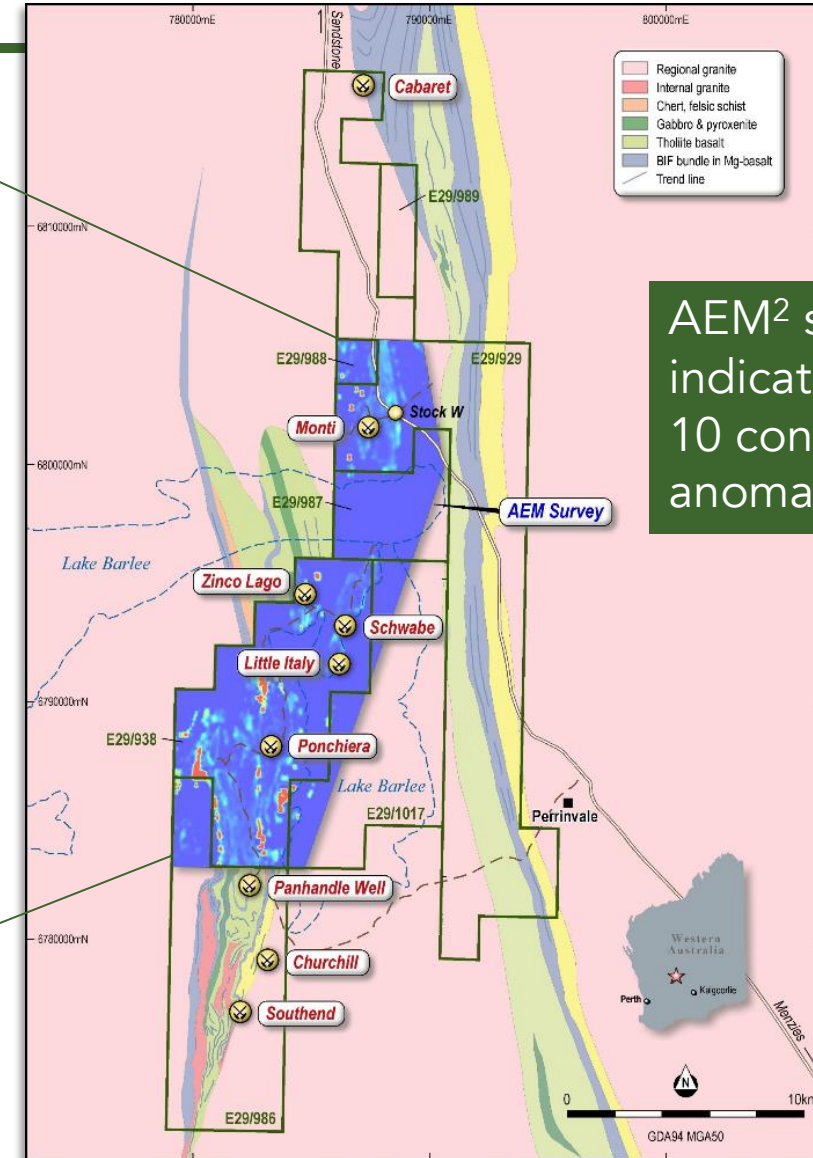 780000mE
790000mE
800000mE
Sandstone
Cabaret
Regional granite
Internal granite
Chert, felsic schist
Gabbro & pyroxenite
Tholiite basalt
BIF bundle in Mg-basalt
Trend line
E29/989
6810000mN
AEM² s
indicat
10 con
anoma
E29/988
E29/929
Stock W
Monti
6800000mN
E29/987
AEM Survey
Lake Barlee
Zinco Lago
Schwabe
Little Italy
6790000mN
E29/938
Ponchiera
Lake Barlee
E29/1017
Perrinvale
Panhandle Well
6780000mN
Churchill
Southend
Western
Australia
Perth
Kalgoorlie
Menzies
N
0
10km
GDA94 MGA50
E29/986